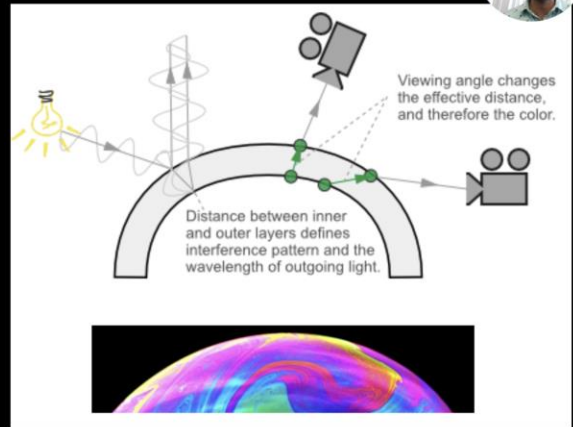 Viewing angle changes
the effective distance,
and therefore the color.
Distance between inner
and outer layers defines
interference pattern and the
wavelength of outgoing light.